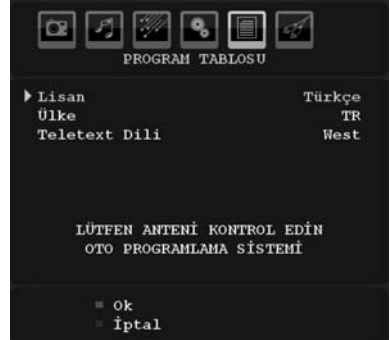 PROGRAM TABLOSU
Lisan Türkçe
Ülke TR
Teletext Dili West
LÜTFEN ANTENİ KONTROL EDİN
OTO PROGRAMLAMA SİSTEMİ
Ok
İptal